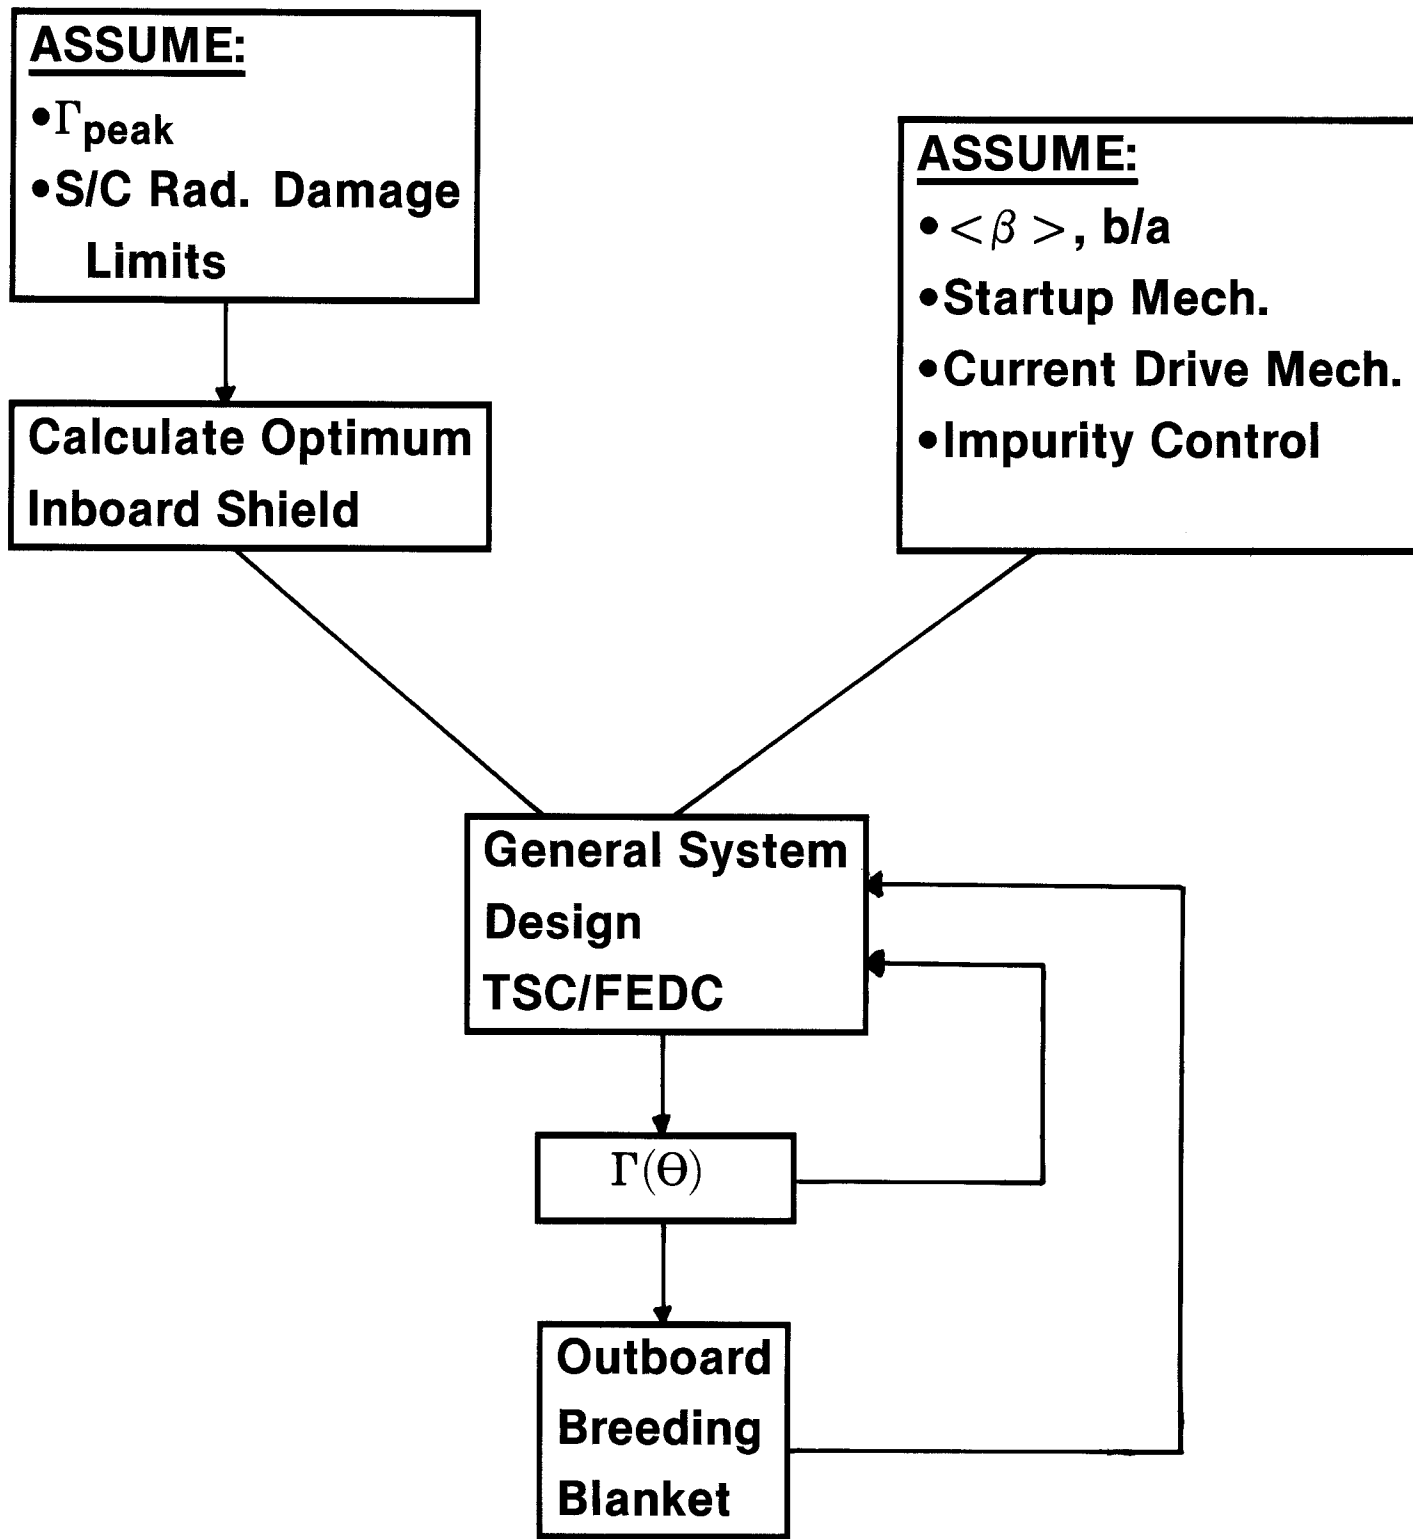 ASSUME:
•Γpeak
•S/C Rad. Damage
Limits
Calculate Optimum
Inboard Shield
ASSUME:
•<β>, b/a
•Startup Mech.
•Current Drive Mech.
•Impurity Control
General System
Design
TSC/FEDC
Γ(Θ)
Outboard
Breeding
Blanket